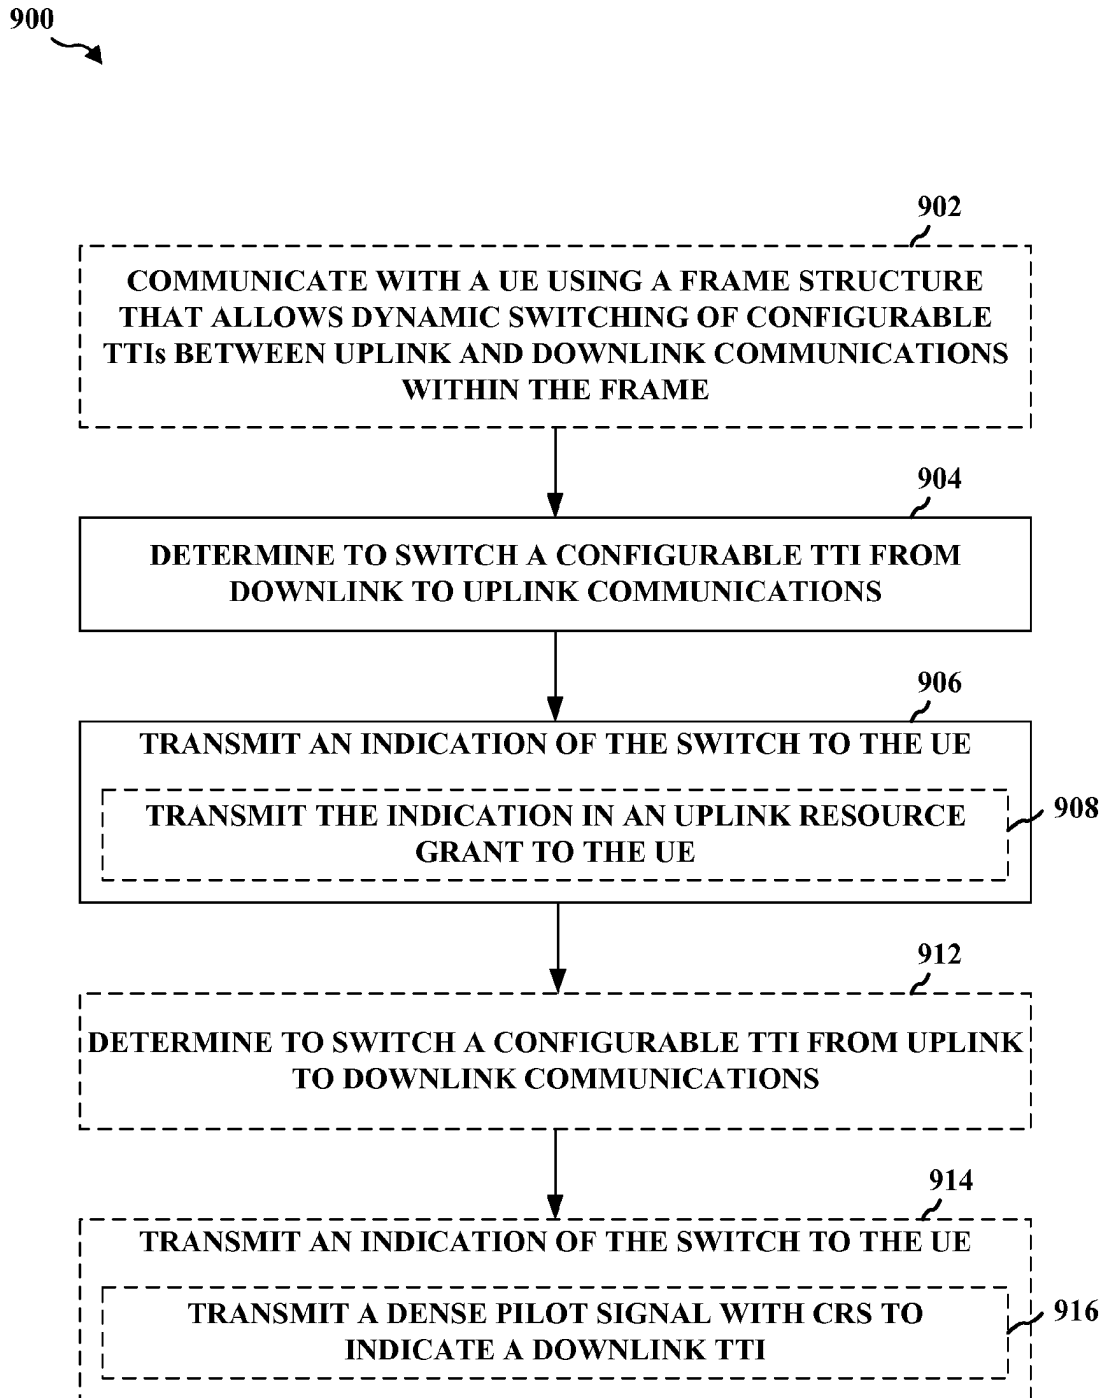 900
902
COMMUNICATE WITH A UE USING A FRAME STRUCTURE
THAT ALLOWS DYNAMIC SWITCHING OF CONFIGURABLE
TTIs BETWEEN UPLINK AND DOWNLINK COMMUNICATIONS
WITHIN THE FRAME
904
DETERMINE TO SWITCH A CONFIGURABLE TTI FROM
DOWNLINK TO UPLINK COMMUNICATIONS
906
TRANSMIT AN INDICATION OF THE SWITCH TO THE UE
TRANSMIT THE INDICATION IN AN UPLINK RESOURCE
GRANT TO THE UE
908
912
DETERMINE TO SWITCH A CONFIGURABLE TTI FROM UPLINK
TO DOWNLINK COMMUNICATIONS
914
TRANSMIT AN INDICATION OF THE SWITCH TO THE UE
TRANSMIT A DENSE PILOT SIGNAL WITH CRS TO
INDICATE A DOWNLINK TTI
916